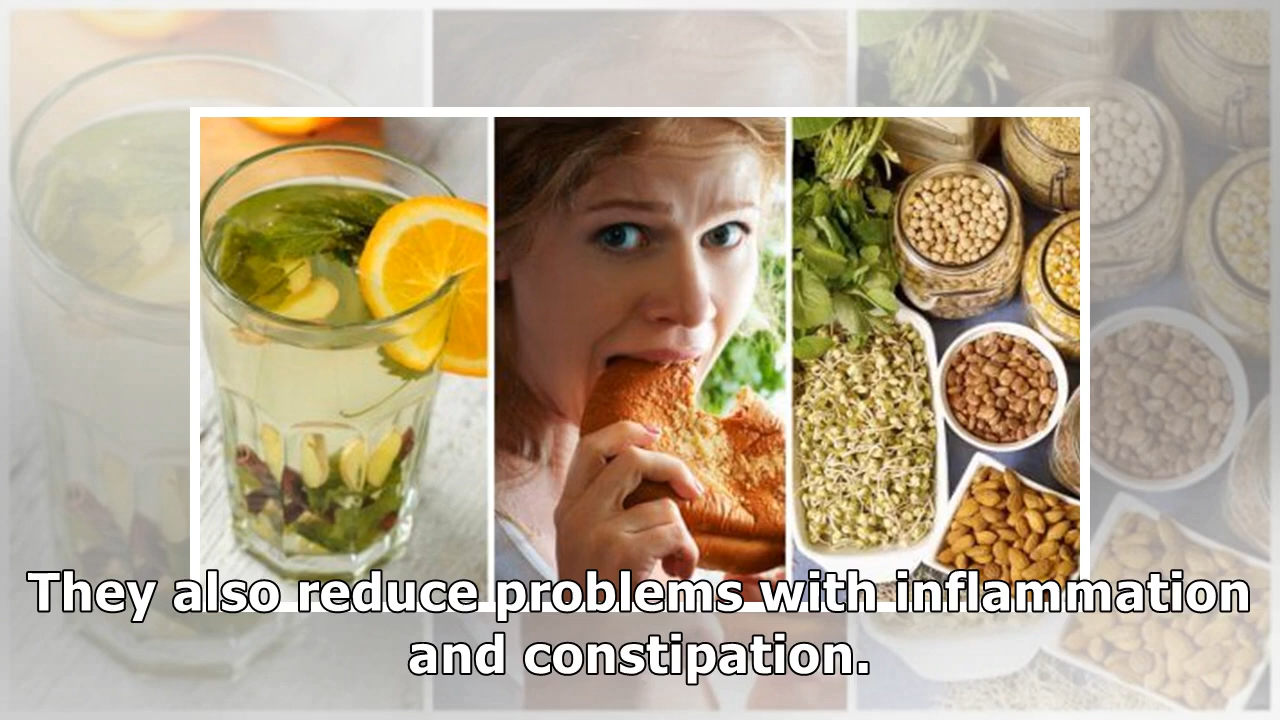 They also reduce problems with inflammation
and constipation.